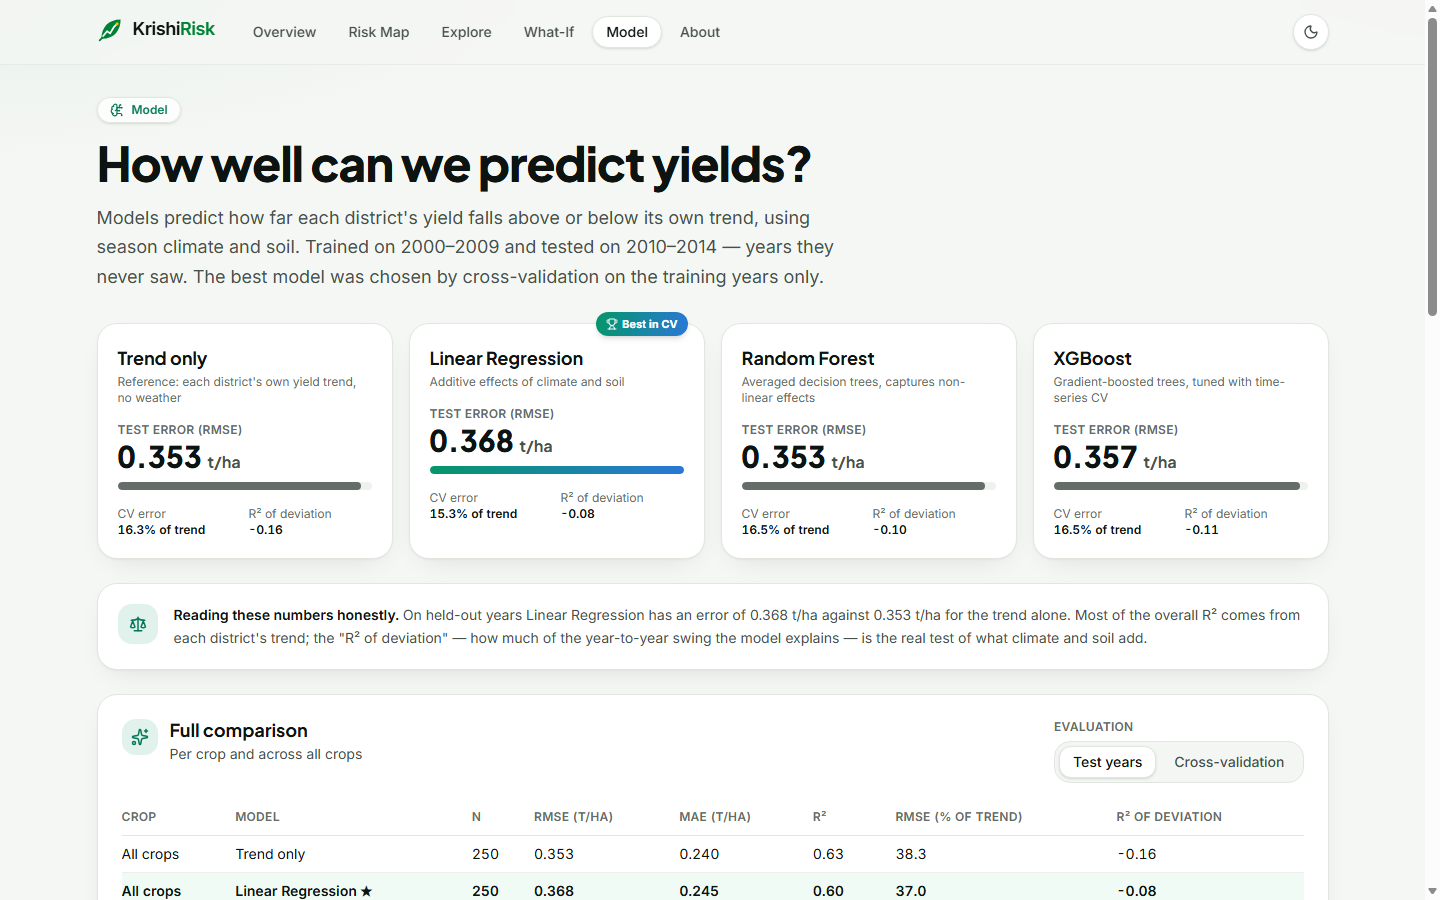 KrishiRisk Overview Risk Map Explore What-If Model About
Model
How well can we predict yields?
Models predict how far each district's yield falls above or below its own trend, using
season climate and soil. Trained on 2000–2009 and tested on 2010–2014 — years they
never saw. The best model was chosen by cross-validation on the training years only.
Trend only
Reference: each district's own yield trend,
no weather
TEST ERROR (RMSE)
0.353 t/ha
CV error R² of deviation
16.3% of trend -0.16
Best in CV
Linear Regression
Additive effects of climate and soil
TEST ERROR (RMSE)
0.368 t/ha
CV error R² of deviation
15.3% of trend -0.08
Random Forest
Averaged decision trees, captures non-
linear effects
TEST ERROR (RMSE)
0.353 t/ha
CV error R² of deviation
16.5% of trend -0.10
XGBoost
Gradient-boosted trees, tuned with time-
series CV
TEST ERROR (RMSE)
0.357 t/ha
CV error R² of deviation
16.5% of trend -0.11
Reading these numbers honestly. On held-out years Linear Regression has an error of 0.368 t/ha against 0.353 t/ha for the trend alone. Most of the overall R² comes from
each district's trend; the "R² of deviation" — how much of the year-to-year swing the model explains — is the real test of what climate and soil add.
Full comparison
Per crop and across all crops
EVALUATION
Test years Cross-validation
CROP MODEL N RMSE (T/HA) MAE (T/HA) R² RMSE (% OF TREND) R² OF DEVIATION
All crops Trend only 250 0.353 0.240 0.63 38.3 -0.16
All crops Linear Regression ★ 250 0.368 0.245 0.60 37.0 -0.08